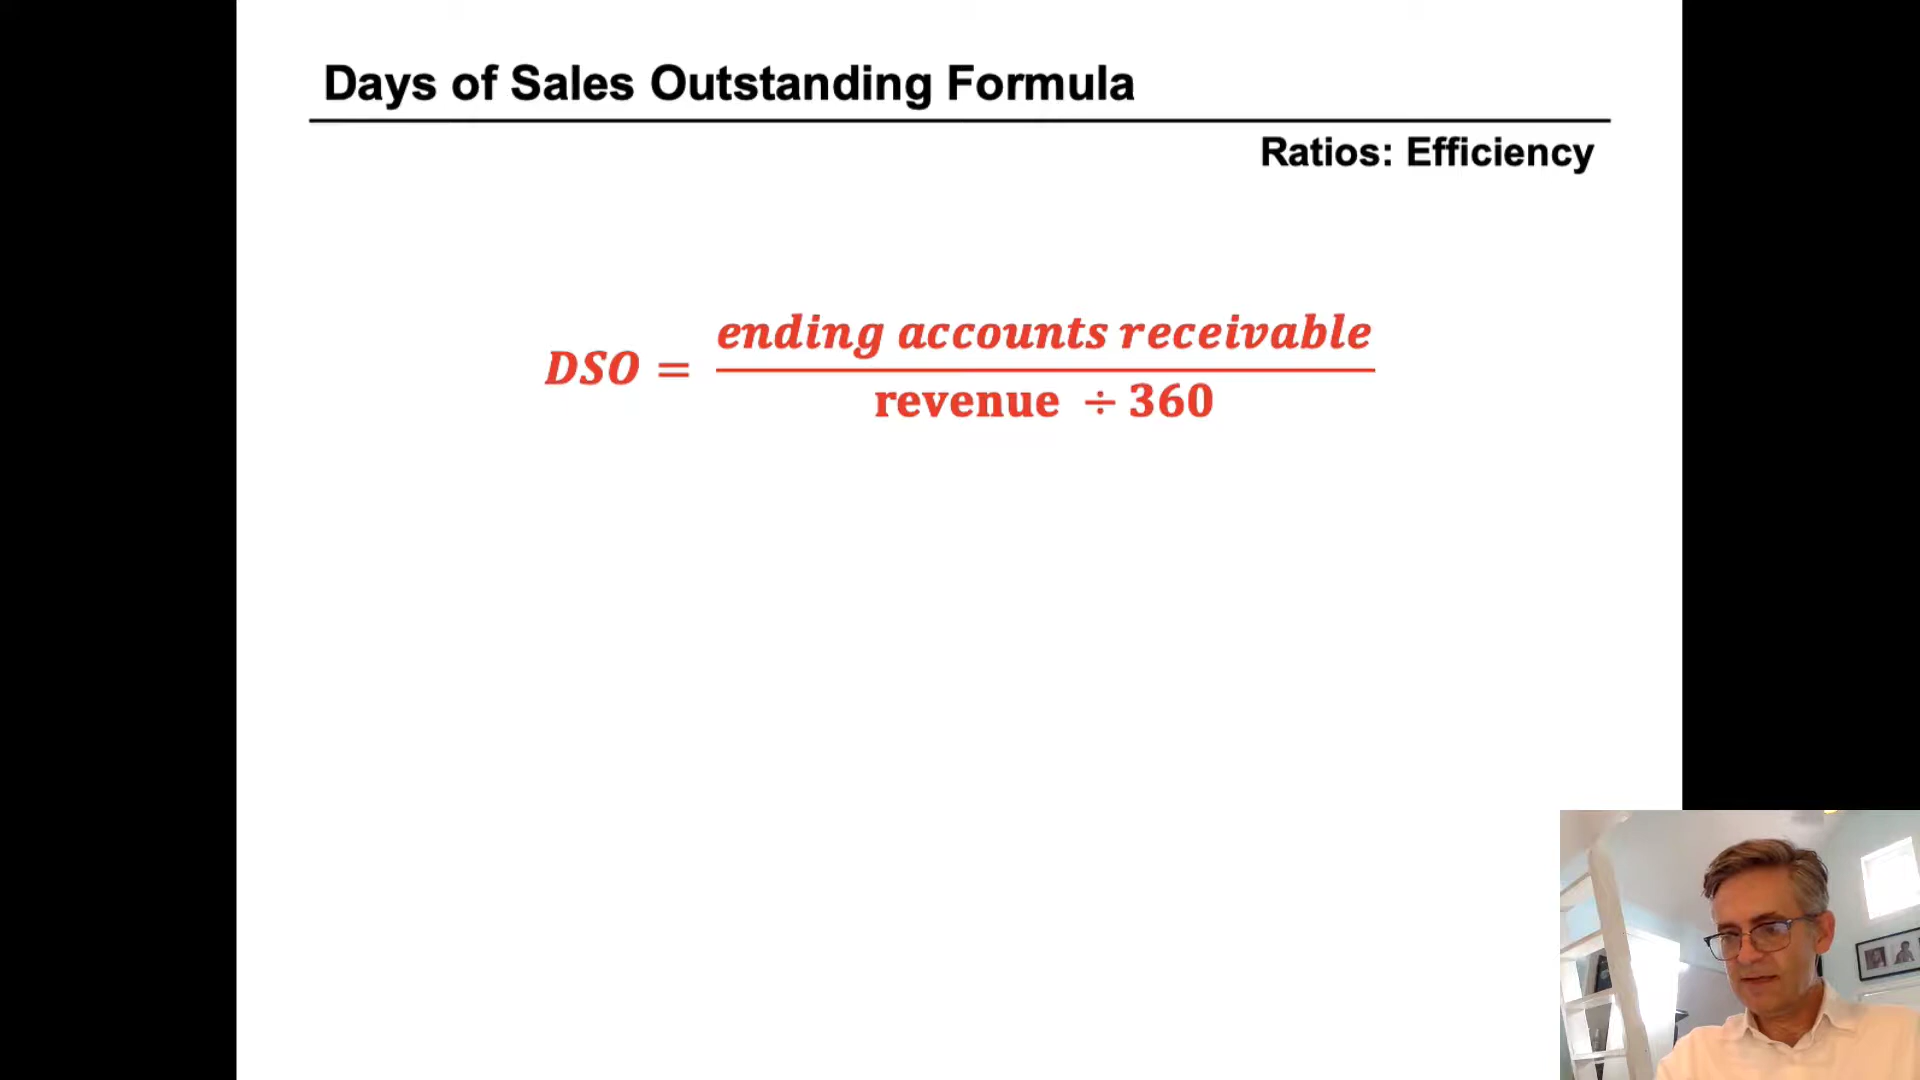 Days of Sales Outstanding Formula
Ratios: Efficiency
DSO = ending accounts receivable
revenue ÷ 360